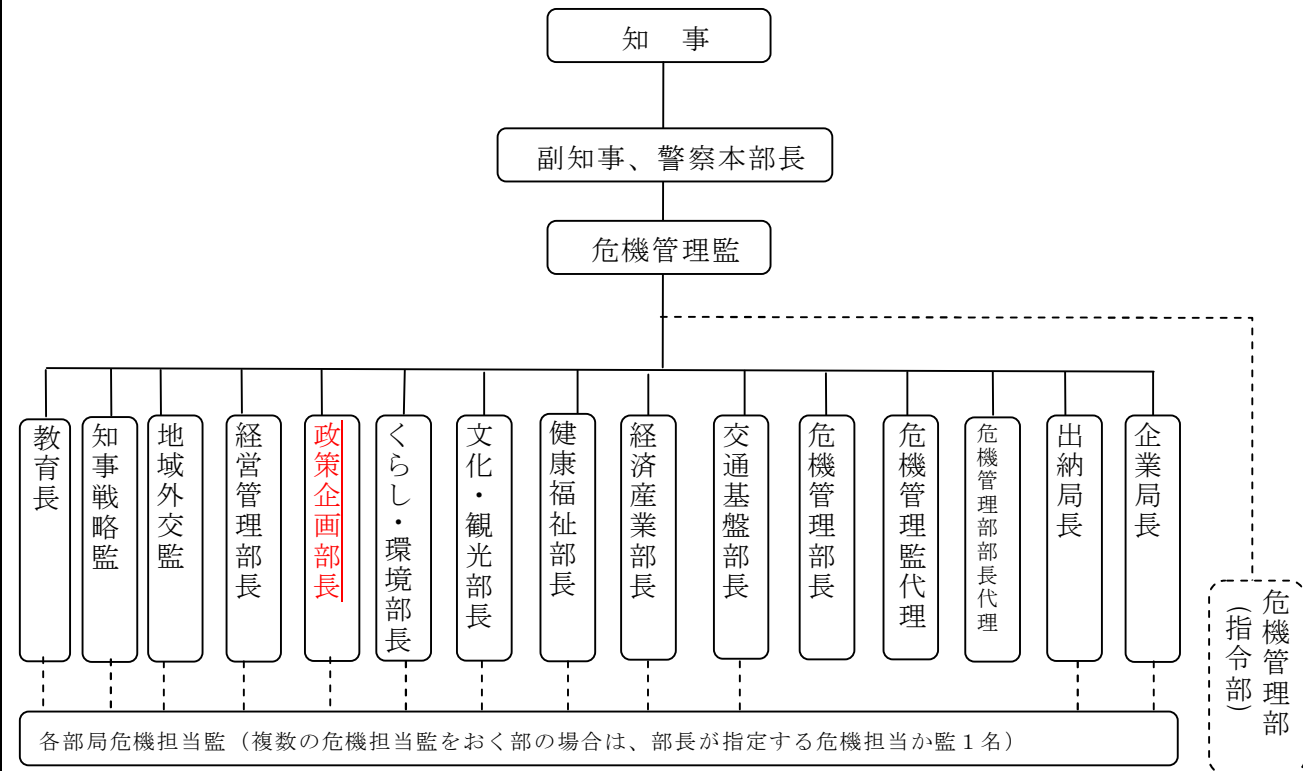 知　事
副知事、警察本部長
危機管理監
教育長
知事戦略監
地域外交監
経営管理部長
政策企画部長
くらし・環境部長
文化・観光部長
健康福祉部長
経済産業部長
交通基盤部長
危機管理部長
危機管理監代理
危機管理部部長代理
出納局長
企業局長
危機管理部
（指令部）
各部局危機担当監（複数の危機担当監をおく部の場合は、部長が指定する危機担当か監１名）